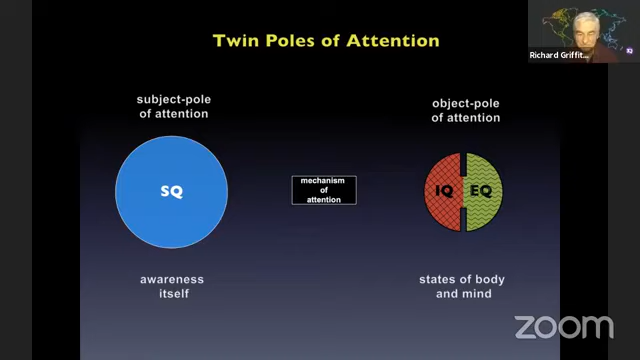 Twin Poles of Attention
Richard Griffit...
subject-pole
of attention
object-pole
of attention
SQ
mechanism
of
attention
IQ
EQ
awareness
itself
states of body
and mind
zoom